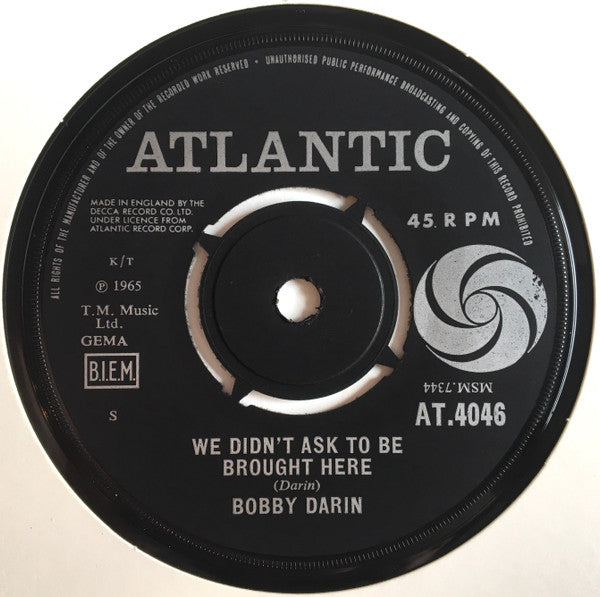 ALL RIGHTS OF THE MANUFACTURER AND OF THE OWNER OF THE RECORDED WORK RESERVED • UNAUTHORISED PUBLIC PERFORMANCE BROADCASTING AND COPYING OF THIS RECORD PROHIBITED
ATLANTIC
MADE IN ENGLAND BY THE
DECCA RECORD CO. LTD.
UNDER LICENCE FROM
ATLANTIC RECORD CORP.
45. RPM
K/T
Ⓟ 1965
T.M. Music
Ltd.
GEMA
B.I.E.M.
S
MSM.7344
AT.4046
WE DIDN'T ASK TO BE
BROUGHT HERE
(Darin)
BOBBY DARIN